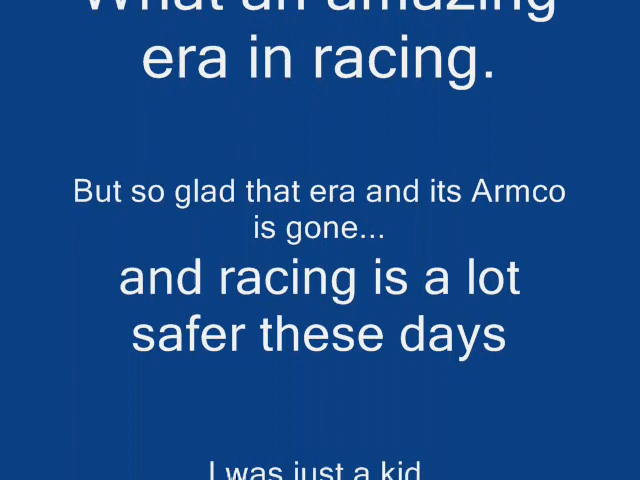 What an amazing
era in racing.
But so glad that era and its Armco
is gone...
and racing is a lot
safer these days
I was just a kid